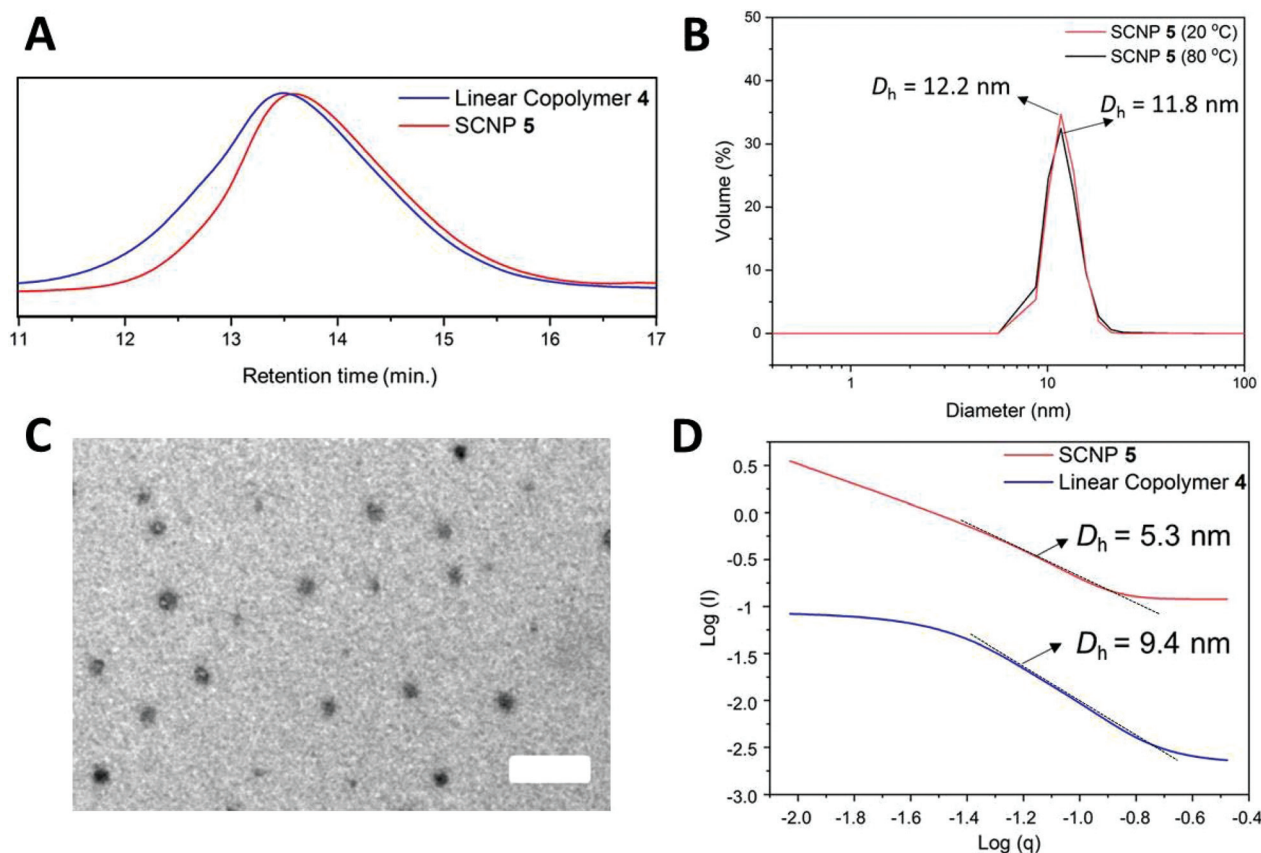 A
Linear Copolymer 4
SCNP 5
11 12 13 14 15 16 17
Retention time (min.)
B
50
40
30
20
10
0
Volume (%)
SCNP 5 (20 °C)
SCNP 5 (80 °C)
Dh = 12.2 nm
Dh = 11.8 nm
1 10 100
Diameter (nm)
C
D
0.5
0.0
-0.5
-1
-1.5
-2.0
-2.5
-3.0
Log (I)
SCNP 5
Linear Copolymer 4
Dh = 5.3 nm
Dh = 9.4 nm
-2.0 -1.8 -1.6 -1.4 -1.2 -1.0 -0.8 -0.6 -0.4
Log (q)